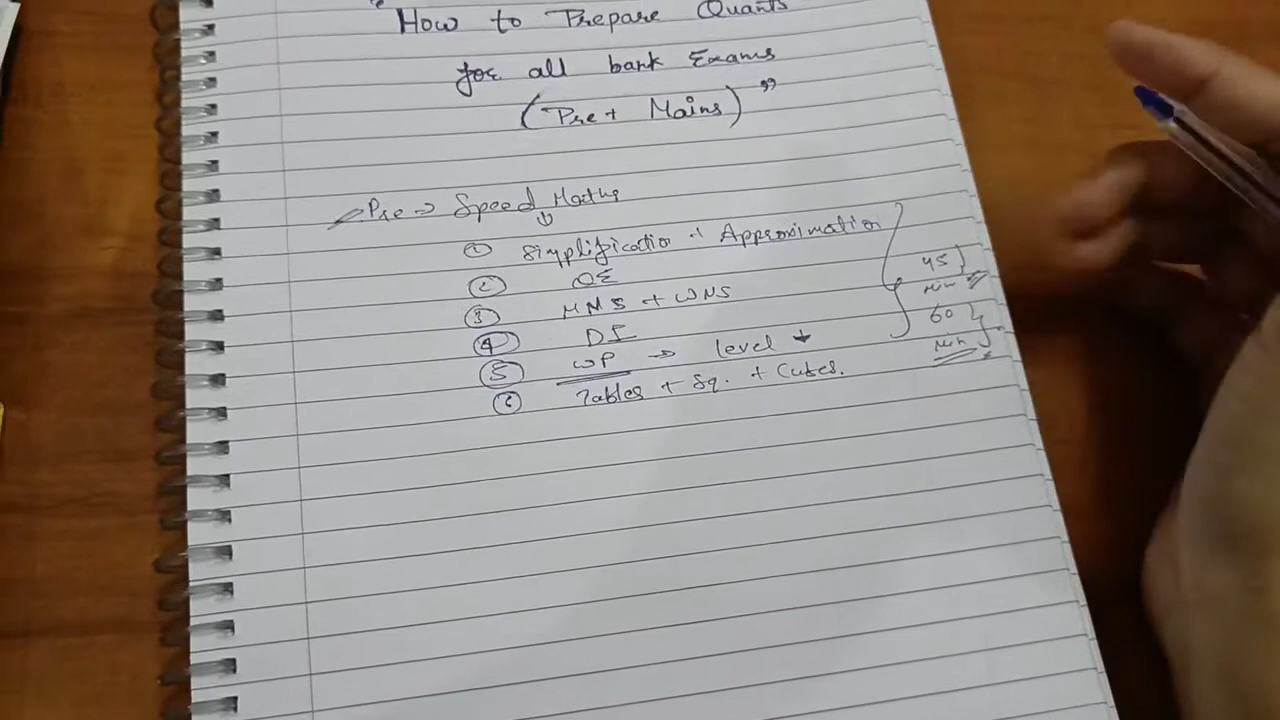 "How to Prepare Quants
for all bank Exams
(Pre + Mains)"
Pre → Speed Maths
① Simplification + Approximation
② QE
③ MNS + WNS
④ DI
⑤ WP → level ↓
⑥ Tables + Sq. + Cubes.
45
min
60
Min